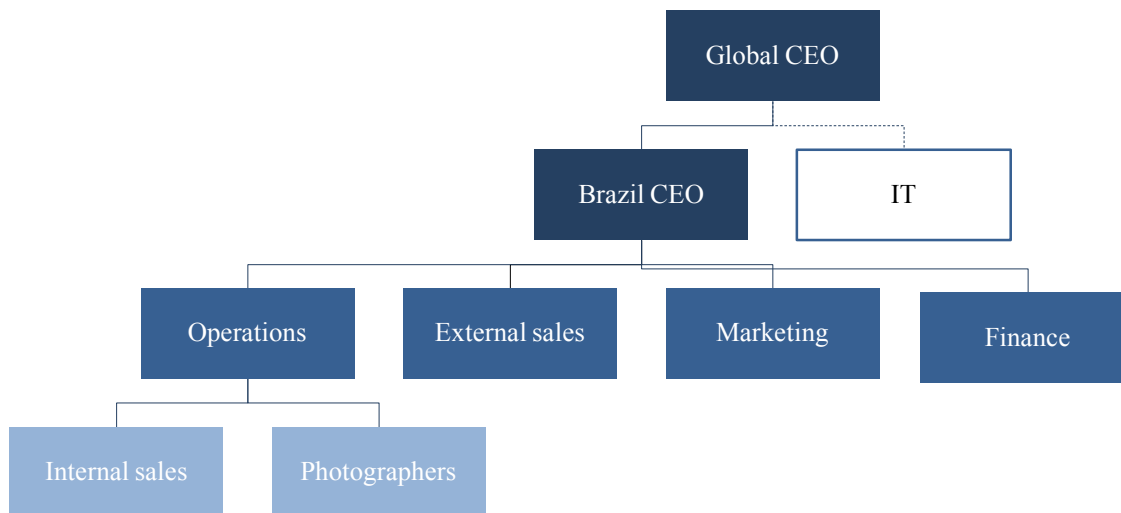 Global CEO
Brazil CEO
IT
Operations
External sales
Marketing
Finance
Internal sales
Photographers